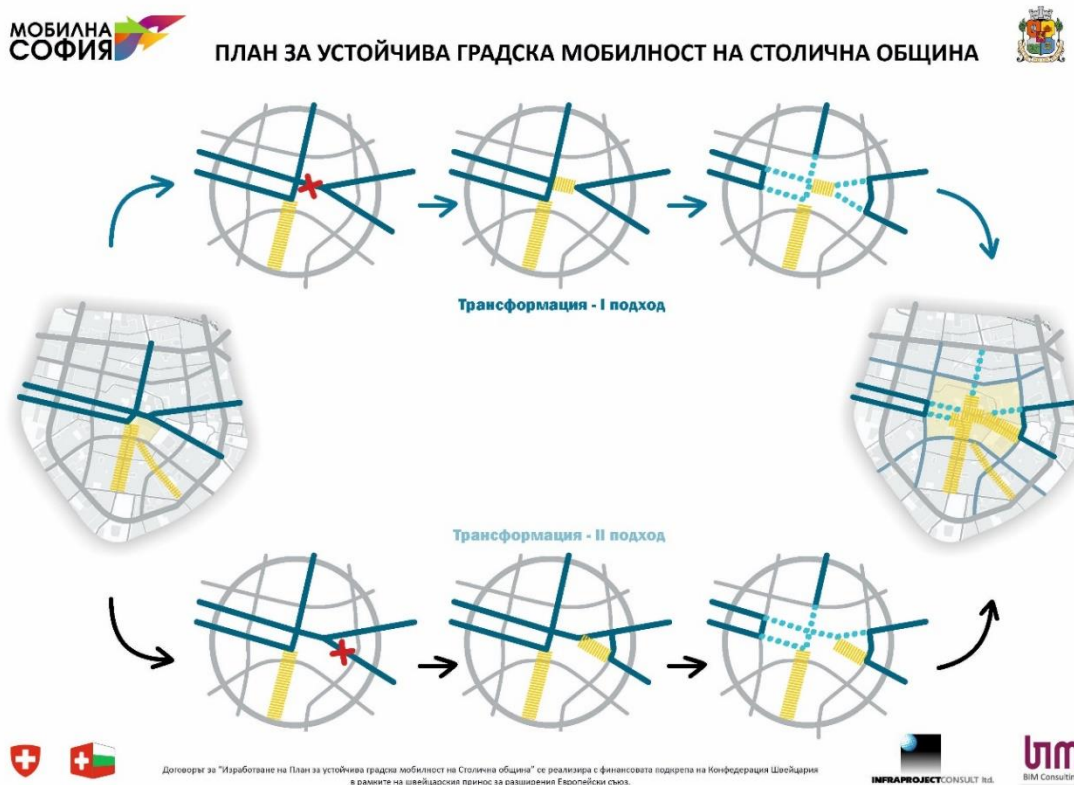 МОБИЛНА
СОФИЯ
ПЛАН ЗА УСТОЙЧИВА ГРАДСКА МОБИЛНОСТ НА СТОЛИЧНА ОБЩИНА
Трансформация - I подход
Трансформация - II подход
Договорът за "Изработване на План за устойчива градска мобилност на Столична община" се реализира с финансовата подкрепа на Конфедерация Швейцария
в рамките на швейцарския принос за разширения Европейски съюз.
INFRAPROJECTCONSULT ltd.
bim
BIM Consultin